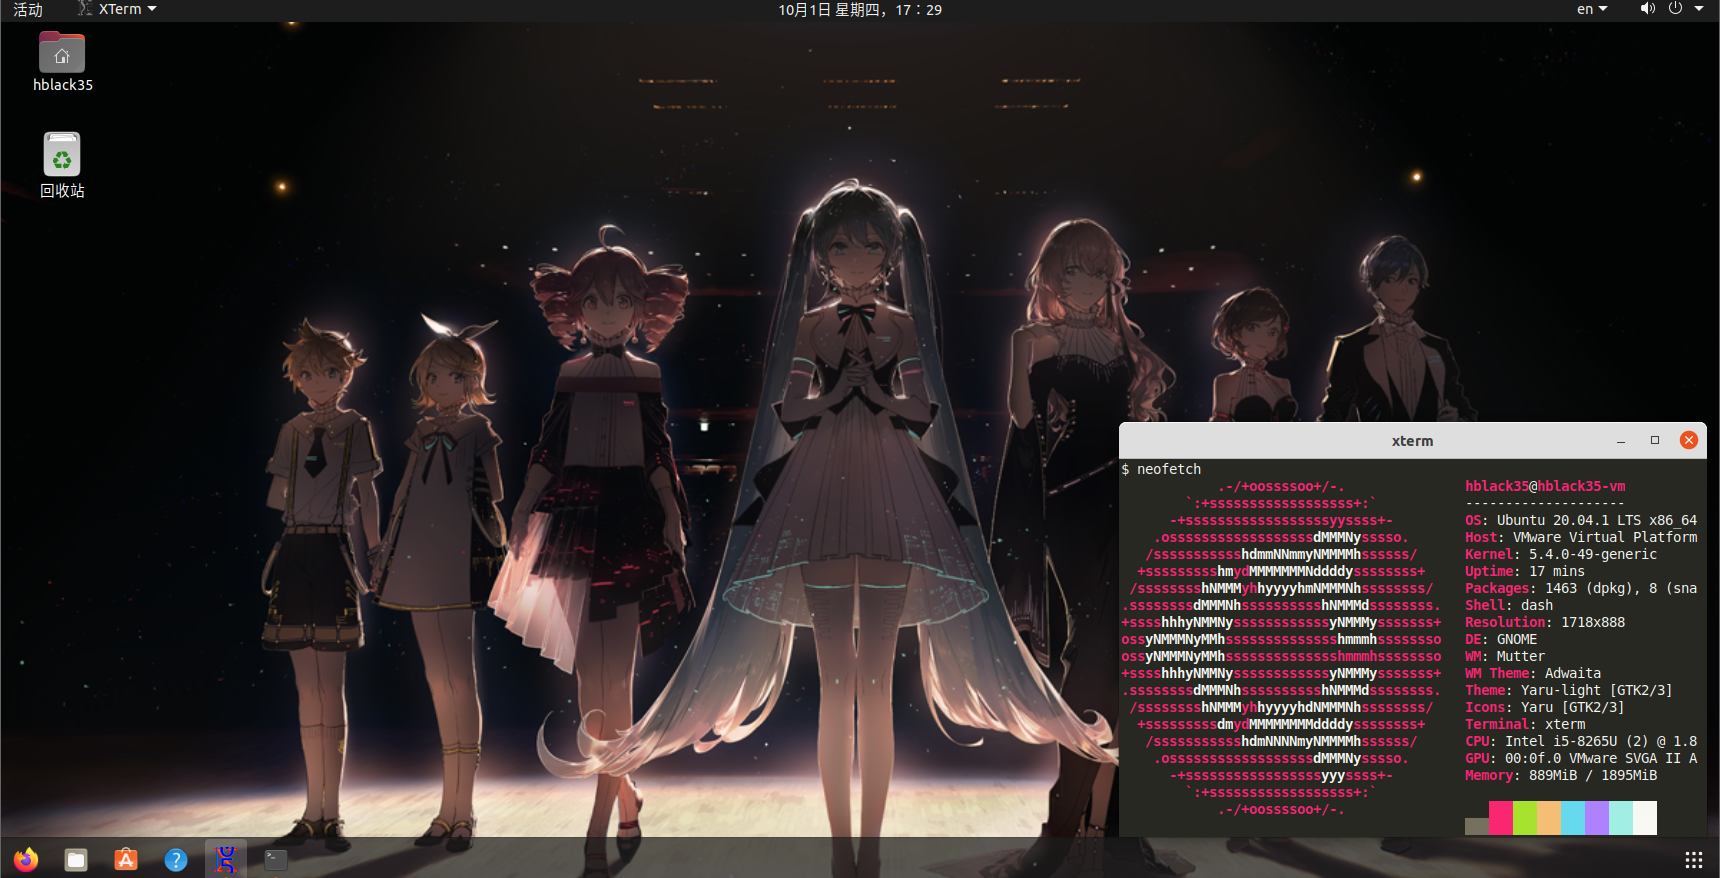 活动
XTerm
10月1日 星期四，17：29
en
hblack35
回收站
xterm
$ neofetch
.-/+oossssoo+/-.
`:+ssssssssssssssssss+:`
-+ssssssssssssssssssyyssss+-
.ossssssssssssssssssdMMMNysssso.
/ssssssssssshdmmNNmmyNMMMMhssssss/
+ssssssssshmydMMMMMMMNddddyssssssss+
/sssssssshNMMMyhhyyyyhmNMMMNhssssssss/
.ssssssssdMMMNhsssssssssshNMMMdssssssss.
+sssshhhyNMMNyssssssssssssyNMMMysssssss+
ossyNMMMNyMMhsssssssssssssshmmmhssssssso
ossyNMMMNyMMhsssssssssssssshmmmhssssssso
+sssshhhyNMMNyssssssssssssyNMMMysssssss+
.ssssssssdMMMNhsssssssssshNMMMdssssssss.
/sssssssshNMMMyhhyyyyhdNMMMNhssssssss/
+sssssssssdmydMMMMMMMMddddyssssssss+
/ssssssssssshdmNNNNmyNMMMMhssssss/
.ossssssssssssssssssdMMMNysssso.
-+sssssssssssssssssyyyssss+-
`:+ssssssssssssssssss+:`
.-/+oossssoo+/-.
hblack35@hblack35-vm
--------------------
OS: Ubuntu 20.04.1 LTS x86_64
Host: VMware Virtual Platform
Kernel: 5.4.0-49-generic
Uptime: 17 mins
Packages: 1463 (dpkg), 8 (sna
Shell: dash
Resolution: 1718x888
DE: GNOME
WM: Mutter
WM Theme: Adwaita
Theme: Yaru-light [GTK2/3]
Icons: Yaru [GTK2/3]
Terminal: xterm
CPU: Intel i5-8265U (2) @ 1.8
GPU: 00:0f.0 VMware SVGA II A
Memory: 889MiB / 1895MiB